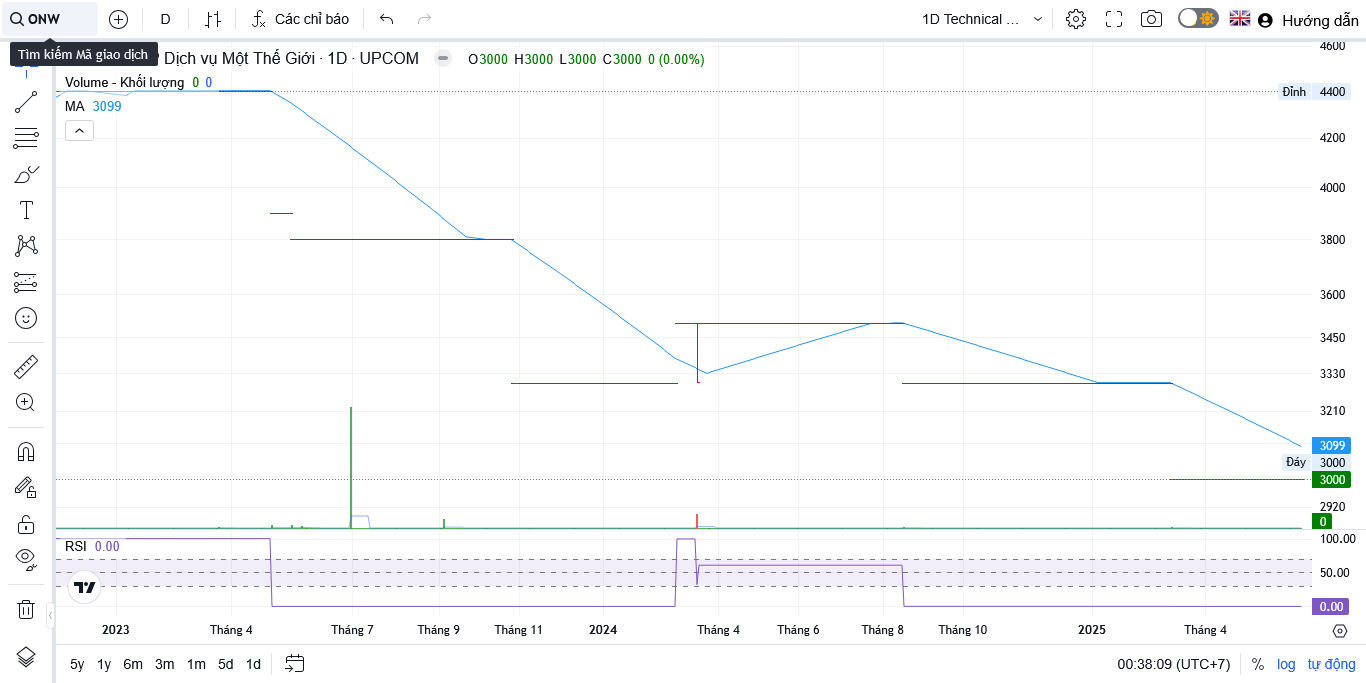 ONW
D
Các chỉ báo
1D Technical ...
Hướng dẫn
Tìm kiếm Mã giao dịch
Dịch vụ Một Thế Giới · 1D · UPCOM
O3000 H3000 L3000 C3000 0 (0.00%)
Volume - Khối lượng 0 0
MA 3099
4600
Đỉnh 4400
4200
4000
3800
3600
3450
3330
3210
3099
Đáy 3000
3000
2920
0
RSI 0.00
100.00
50.00
0.00
2023 Tháng 4 Tháng 7 Tháng 9 Tháng 11 2024 Tháng 4 Tháng 6 Tháng 8 Tháng 10 2025 Tháng 4
5y 1y 6m 3m 1m 5d 1d
00:38:09 (UTC+7) % log tự động